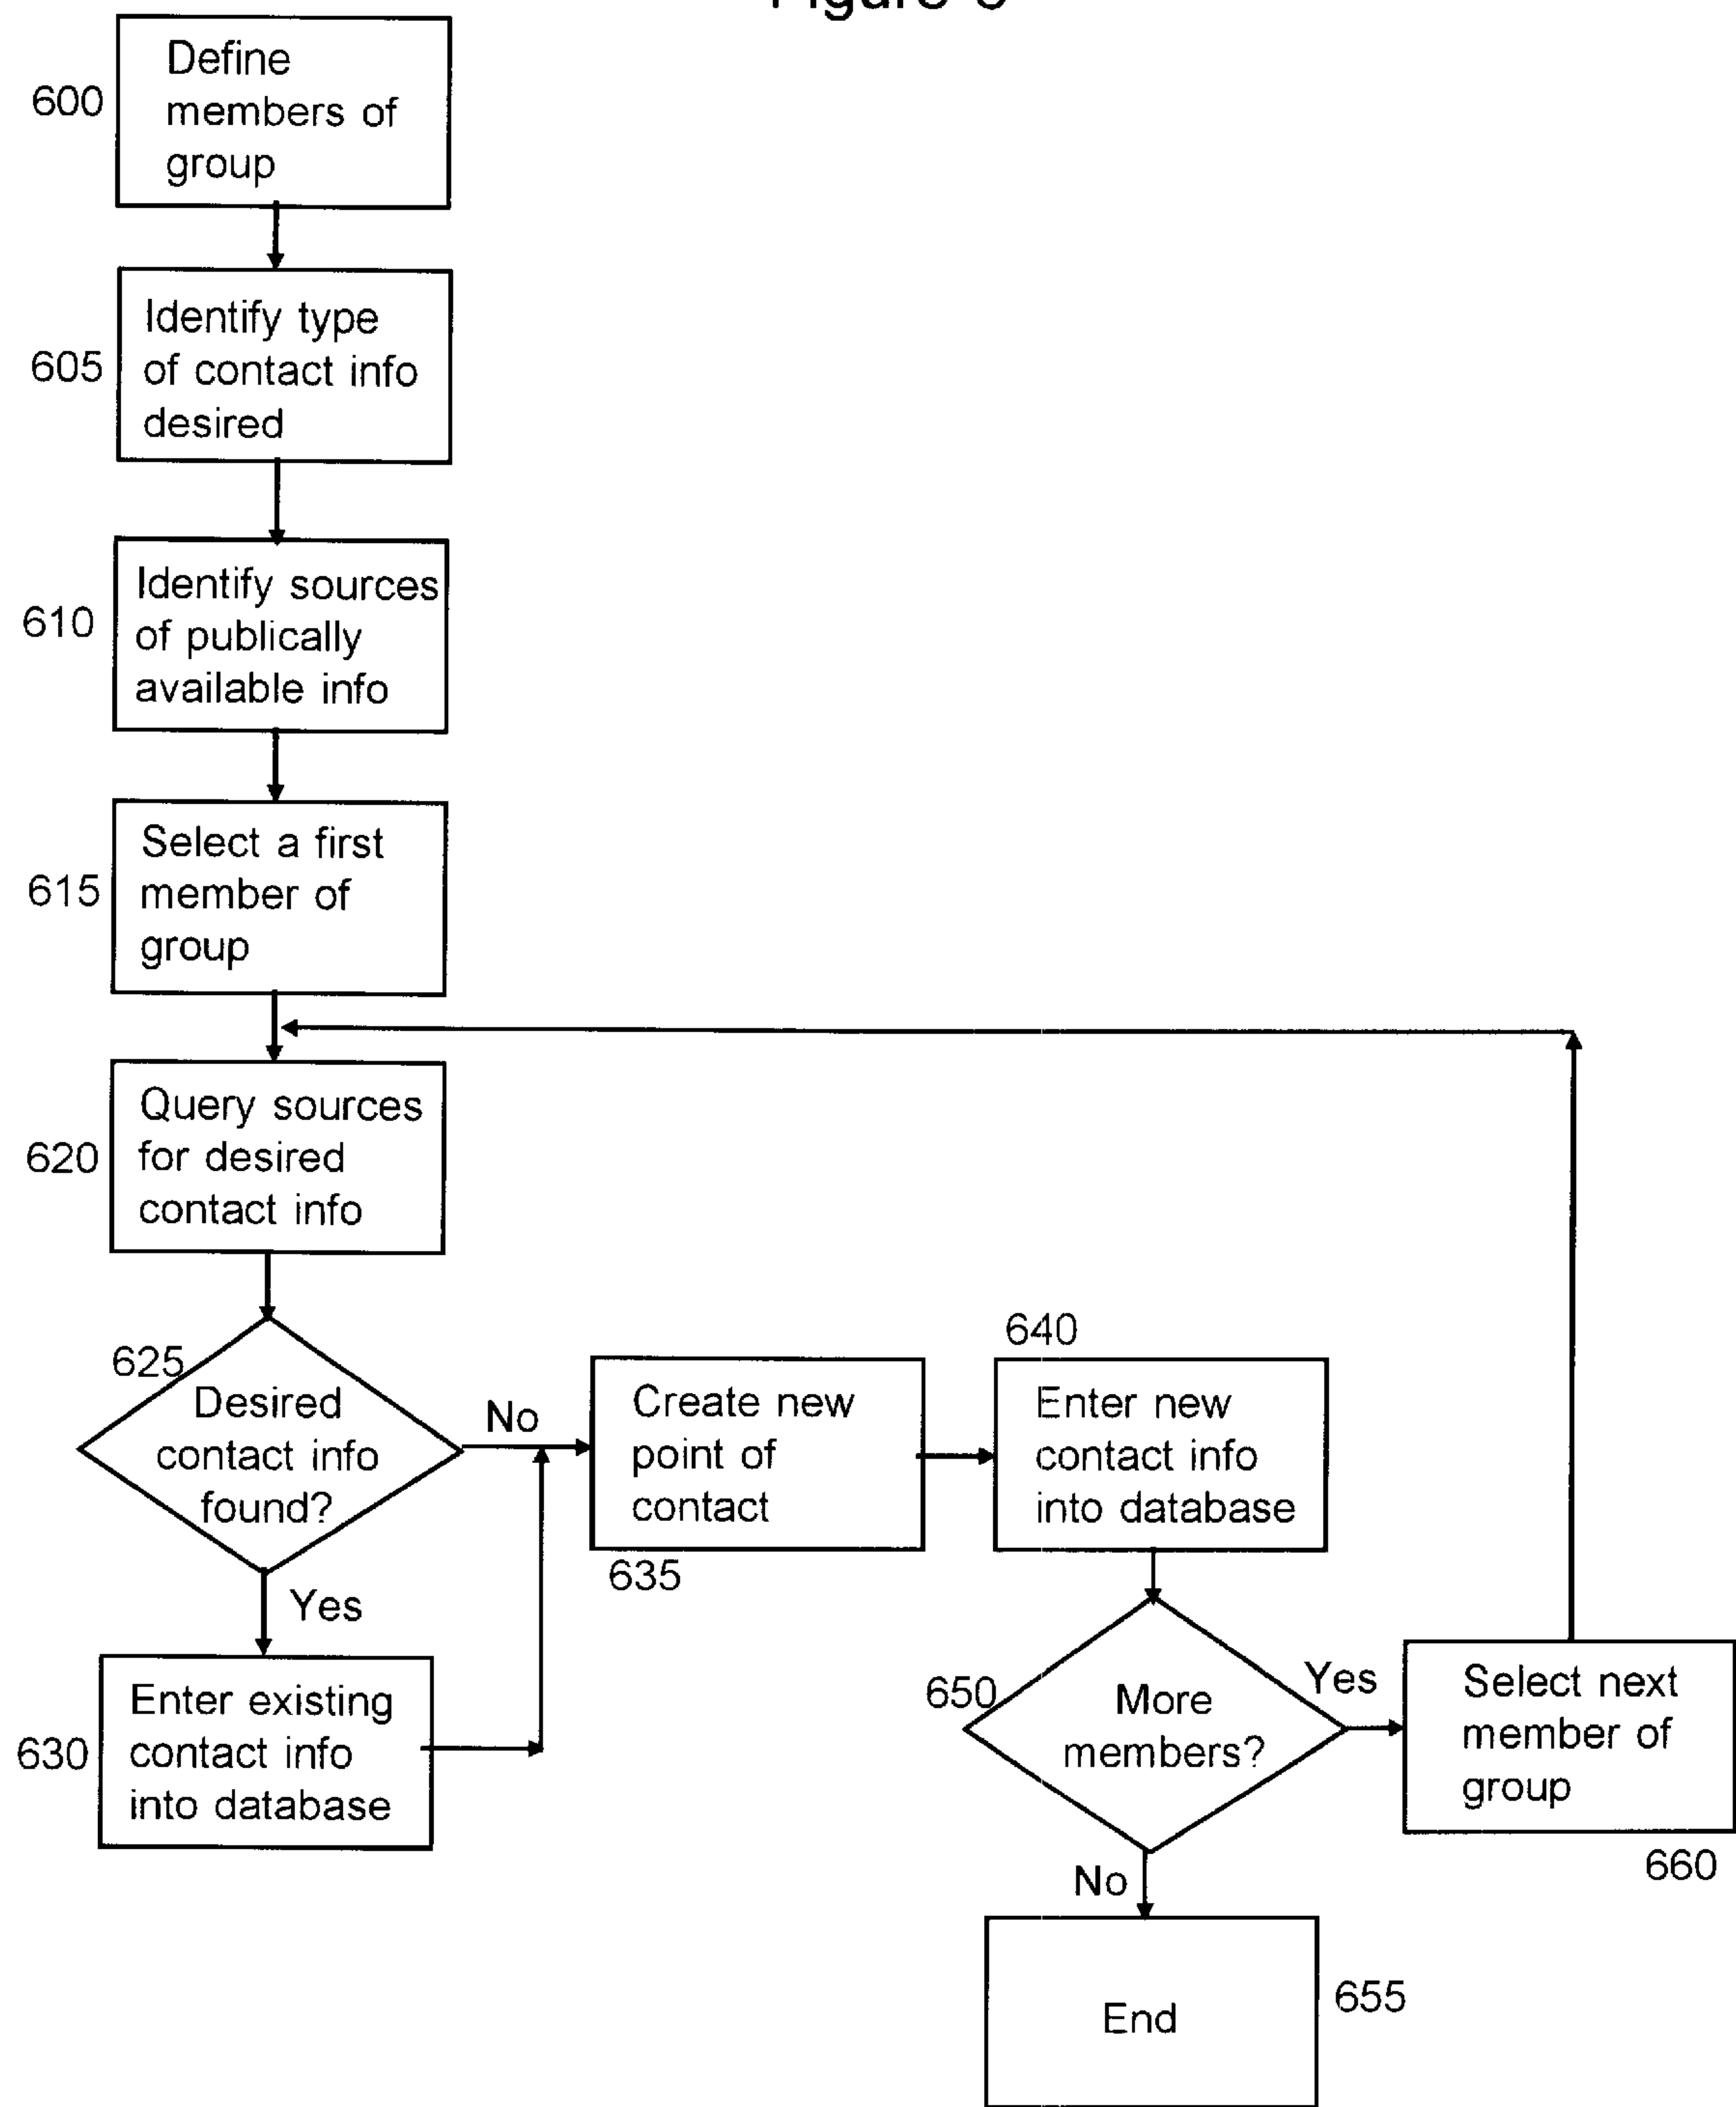 600
Define
members of
group
605
Identify type
of contact info
desired
610
Identify sources
of publically
available info
615
Select a first
member of
group
620
Query sources
for desired
contact info
625
Desired
contact info
found?
No
Yes
630
Enter existing
contact info
into database
Create new
point of
contact
635
640
Enter new
contact info
into database
650
More
members?
Yes
No
Select next
member of
group
660
End
655